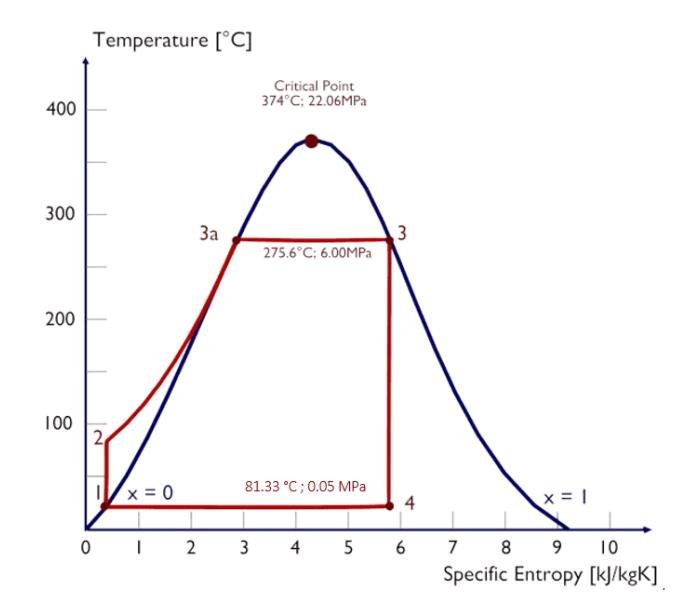 Temperature [°C]
Critical Point
374°C; 22.06MPa
400
300
3a
3
275.6°C; 6.00MPa
200
100
2
1
x = 0
81.33 °C ; 0.05 MPa
4
x = 1
0 1 2 3 4 5 6 7 8 9 10
Specific Entropy [kJ/kgK]